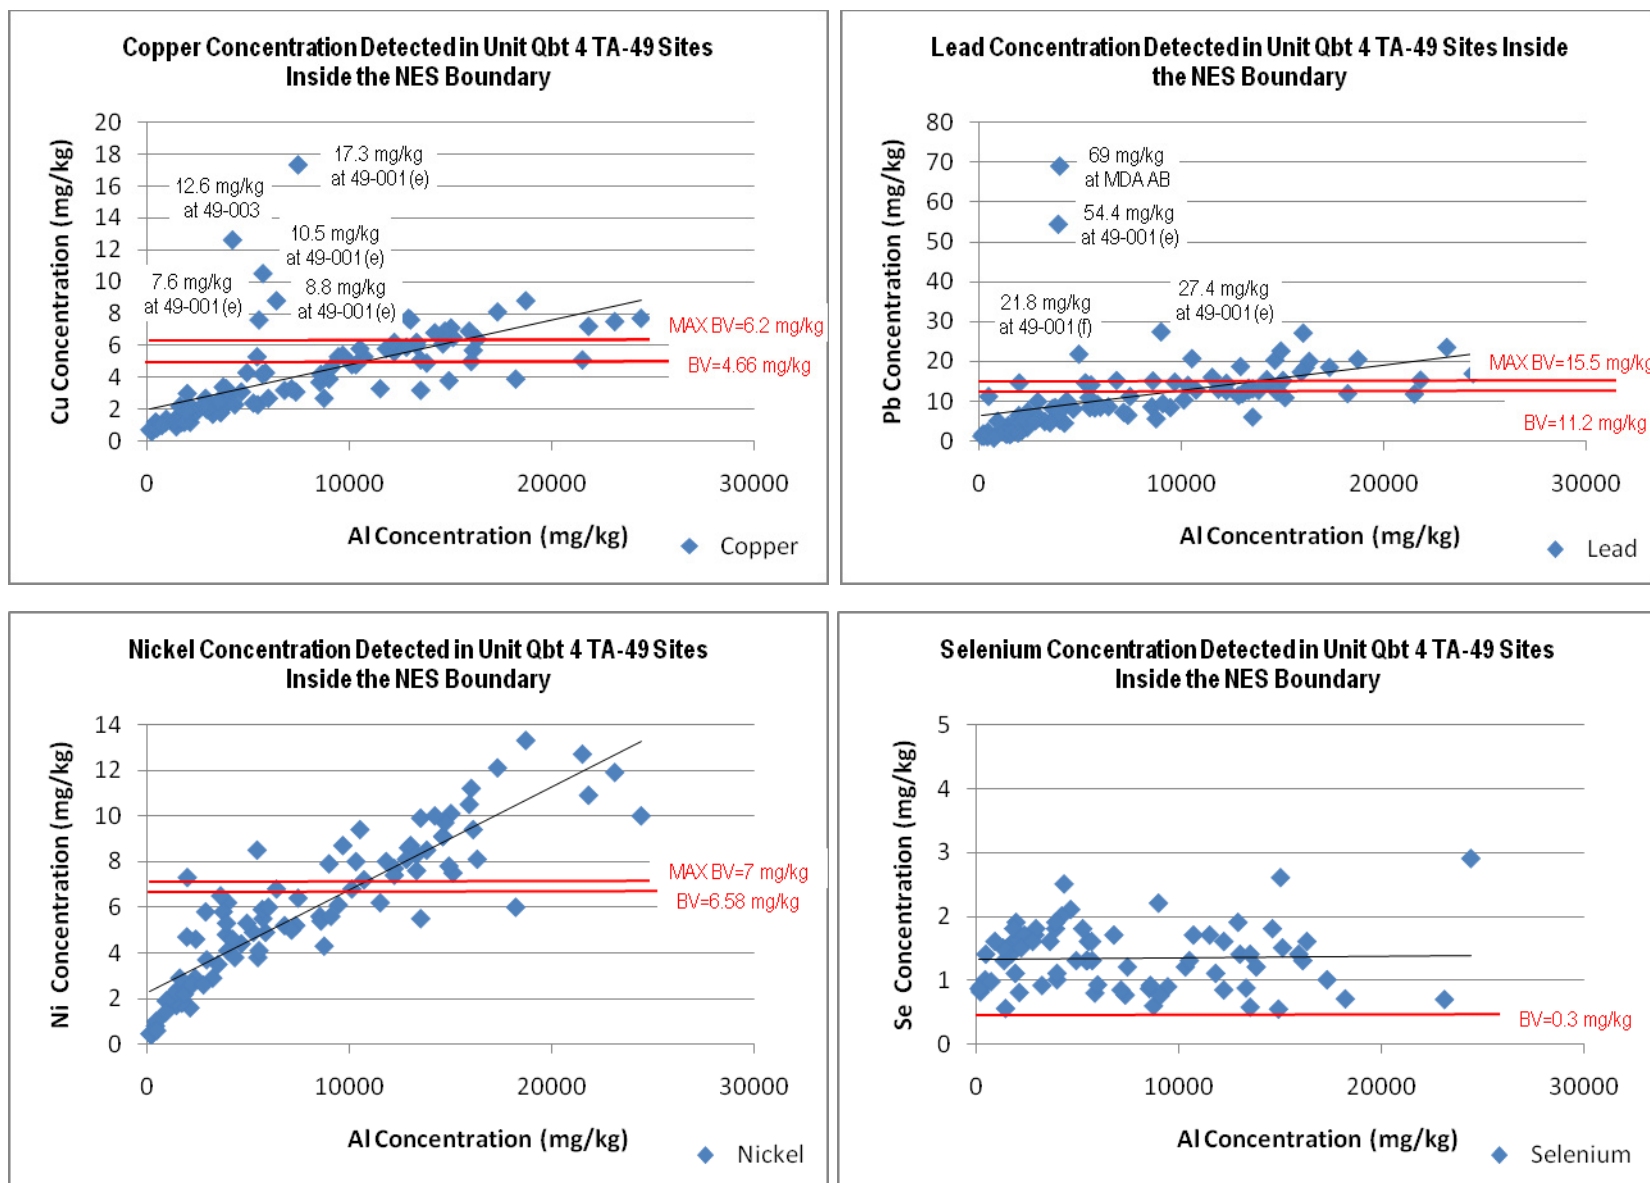 Copper Concentration Detected in Unit Qbt 4 TA-49 Sites
Inside the NES Boundary
Cu Concentration (mg/kg)
20
18
16
14
12
10
8
6
4
2
0
17.3 mg/kg
at 49-001(e)
12.6 mg/kg
at 49-003
10.5 mg/kg
at 49-001(e)
7.6 mg/kg
at 49-001(e)
8.8 mg/kg
at 49-001(e)
MAX BV=6.2 mg/kg
BV=4.66 mg/kg
0 10000 20000 30000
Al Concentration (mg/kg)
Copper
Lead Concentration Detected in Unit Qbt 4 TA-49 Sites Inside
the NES Boundary
Pb Concentration (mg/kg)
80
70
60
50
40
30
20
10
0
69 mg/kg
at MDA AB
54.4 mg/kg
at 49-001(e)
21.8 mg/kg
at 49-001(f)
27.4 mg/kg
at 49-001(e)
MAX BV=15.5 mg/kg
BV=11.2 mg/kg
0 10000 20000 30000
Al Concentration (mg/kg)
Lead
Nickel Concentration Detected in Unit Qbt 4 TA-49 Sites
Inside the NES Boundary
Ni Concentration (mg/kg)
14
12
10
8
6
4
2
0
MAX BV=7 mg/kg
BV=6.58 mg/kg
0 10000 20000 30000
Al Concentration (mg/kg)
Nickel
Selenium Concentration Detected in Unit Qbt 4 TA-49 Sites
Inside the NES Boundary
Se Concentration (mg/kg)
5
4
3
2
1
0
BV=0.3 mg/kg
0 10000 20000 30000
Al Concentration (mg/kg)
Selenium